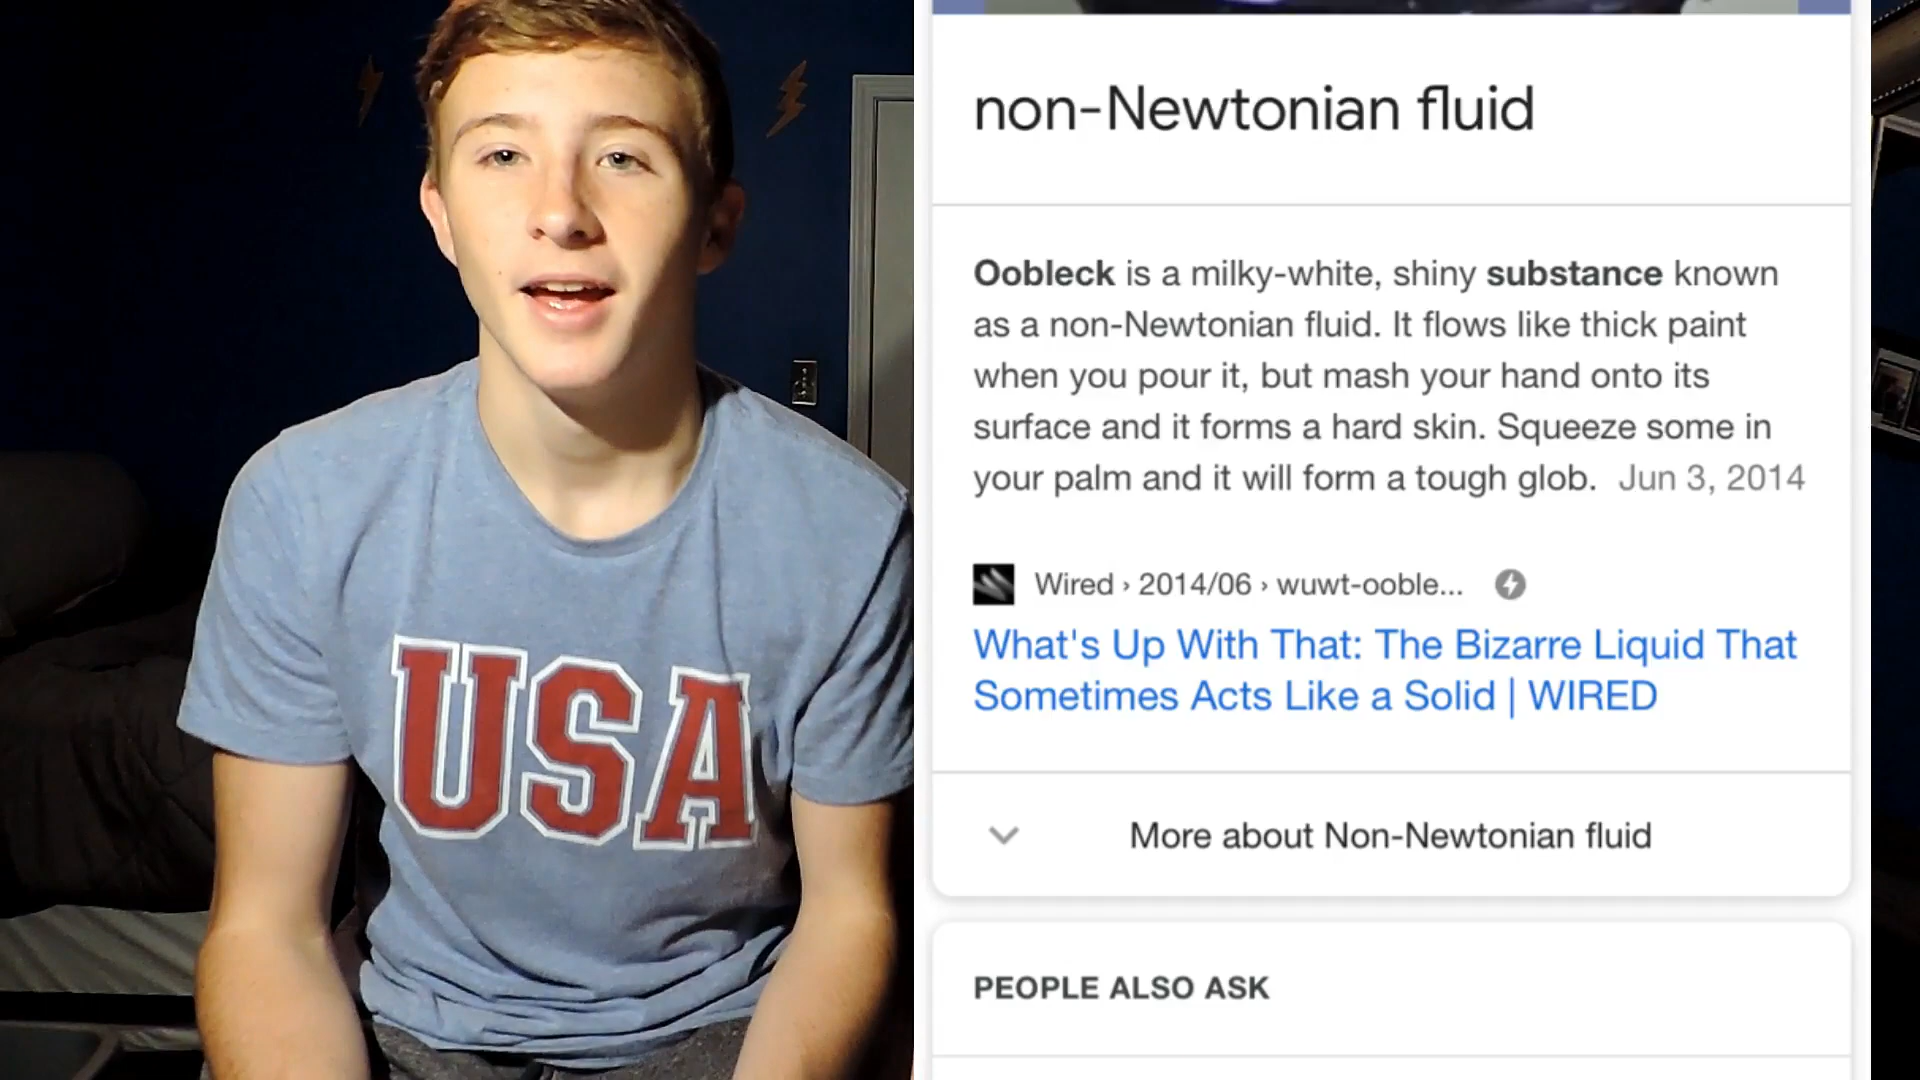 USA
non-Newtonian fluid
Oobleck is a milky-white, shiny substance known
as a non-Newtonian fluid. It flows like thick paint
when you pour it, but mash your hand onto its
surface and it forms a hard skin. Squeeze some in
your palm and it will form a tough glob. Jun 3, 2014
Wired › 2014/06 › wuwt-ooble...
What's Up With That: The Bizarre Liquid That
Sometimes Acts Like a Solid | WIRED
More about Non-Newtonian fluid
PEOPLE ALSO ASK